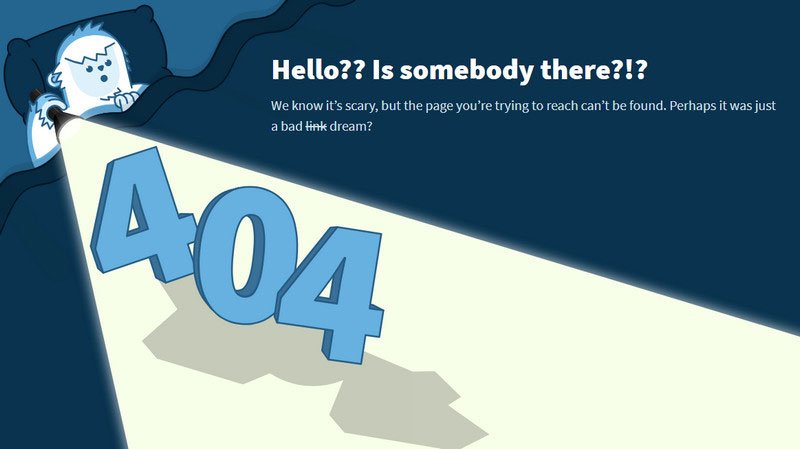 Hello?? Is somebody there?!?
We know it’s scary, but the page you’re trying to reach can’t be found. Perhaps it was just
a bad link dream?
404